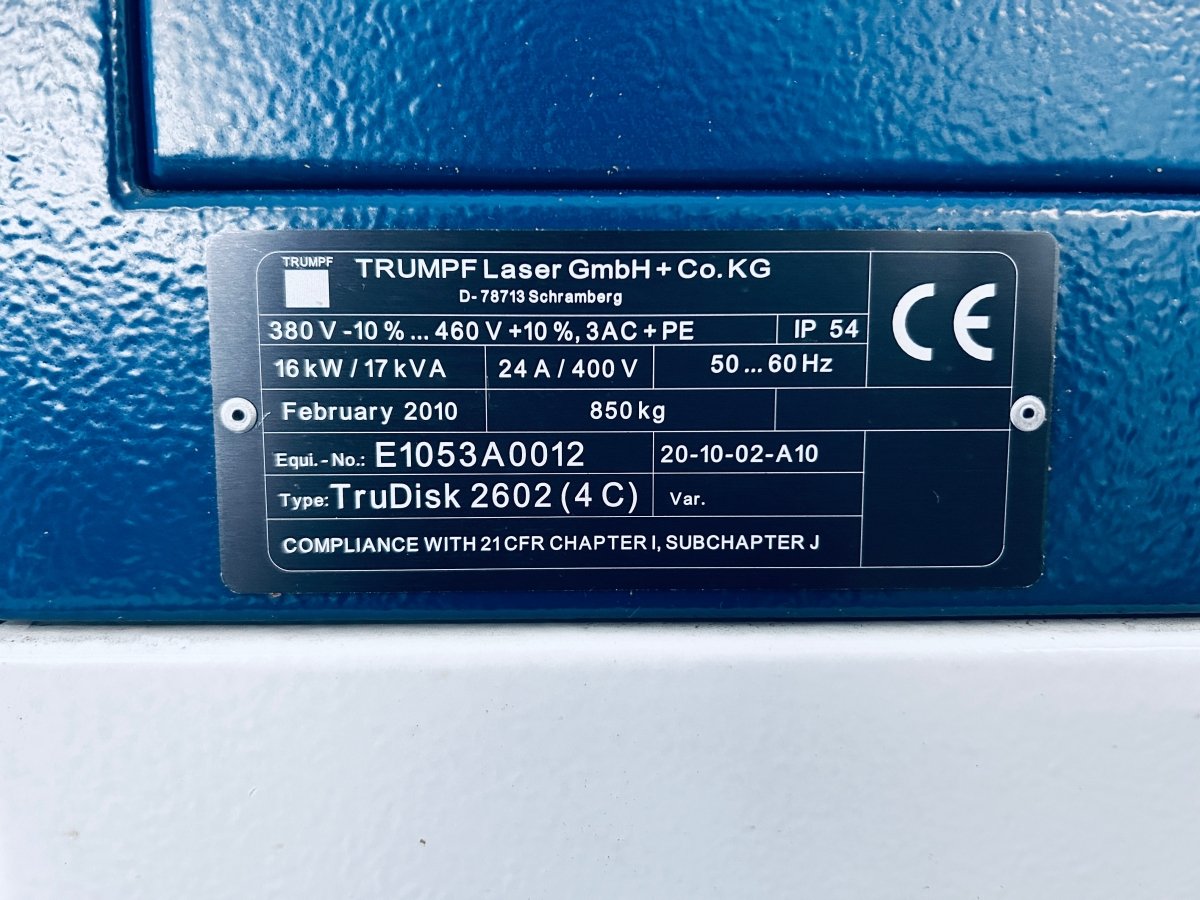 TRUMPF
TRUMPF Laser GmbH + Co. KG
D- 78713 Schramberg
CE
380 V -10 % ... 460 V +10 %, 3AC + PE
IP 54
16 kW / 17 kVA
24 A / 400 V
50 ... 60 Hz
February 2010
850 kg
Equi.-No.: E1053A0012
20-10-02-A10
Type: TruDisk 2602 (4 C)
Var.
COMPLIANCE WITH 21 CFR CHAPTER I, SUBCHAPTER J